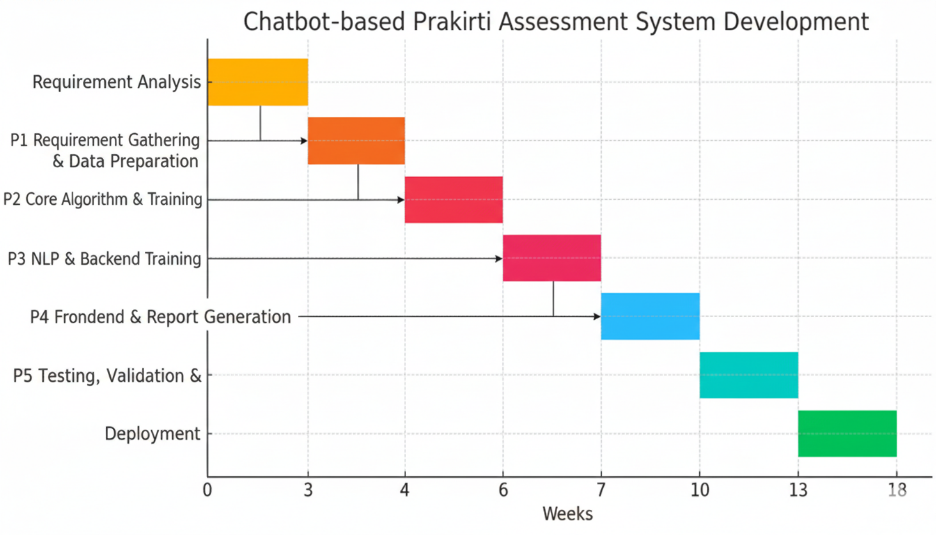 Chatbot-based Prakirti Assessment System Development
Requirement Analysis
P1 Requirement Gathering
& Data Preparation
P2 Core Algorithm & Training
P3 NLP & Backend Training
P4 Frondend & Report Generation
P5 Testing, Validation &
Deployment
0 3 4 6 7 10 13 18
Weeks